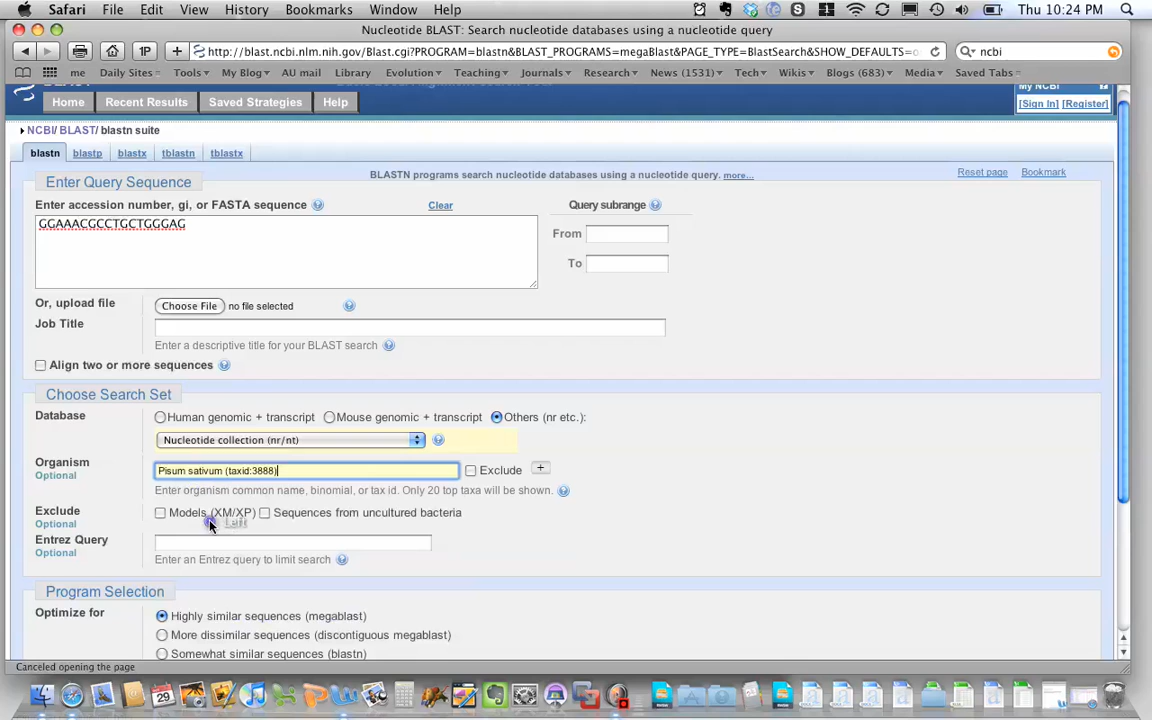 Safari File Edit View History Bookmarks Window Help Thu 10:24 PM
Nucleotide BLAST: Search nucleotide databases using a nucleotide query
1P + http://blast.ncbi.nlm.nih.gov/Blast.cgi?PROGRAM=blastn&BLAST_PROGRAMS=megaBlast&PAGE_TYPE=BlastSearch&SHOW_DEFAULTS=o ncbi
me Daily Sites Tools My Blog AU mail Library Evolution Teaching Journals Research News (1531) Tech Wikis Blogs (683) Media Saved Tabs
My NCBI ?
Home Recent Results Saved Strategies Help [Sign In] [Register]
NCBI/ BLAST/ blastn suite
blastn blastp blastx tblastn tblastx
Enter Query Sequence BLASTN programs search nucleotide databases using a nucleotide query. more... Reset page Bookmark
Enter accession number, gi, or FASTA sequence ? Clear Query subrange ?
GGAAACGCCTGCTGGGAG
From
To
Or, upload file Choose File no file selected ?
Job Title
Enter a descriptive title for your BLAST search ?
Align two or more sequences ?
Choose Search Set
Database Human genomic + transcript Mouse genomic + transcript Others (nr etc.):
Nucleotide collection (nr/nt) ?
Organism
Optional
Pisum sativum (taxid:3888) Exclude +
Enter organism common name, binomial, or tax id. Only 20 top taxa will be shown. ?
Exclude
Optional
Models (XM/XP) Sequences from uncultured bacteria
Left
Entrez Query
Optional
Enter an Entrez query to limit search ?
Program Selection
Optimize for Highly similar sequences (megablast)
More dissimilar sequences (discontiguous megablast)
Somewhat similar sequences (blastn)
Canceled opening the page